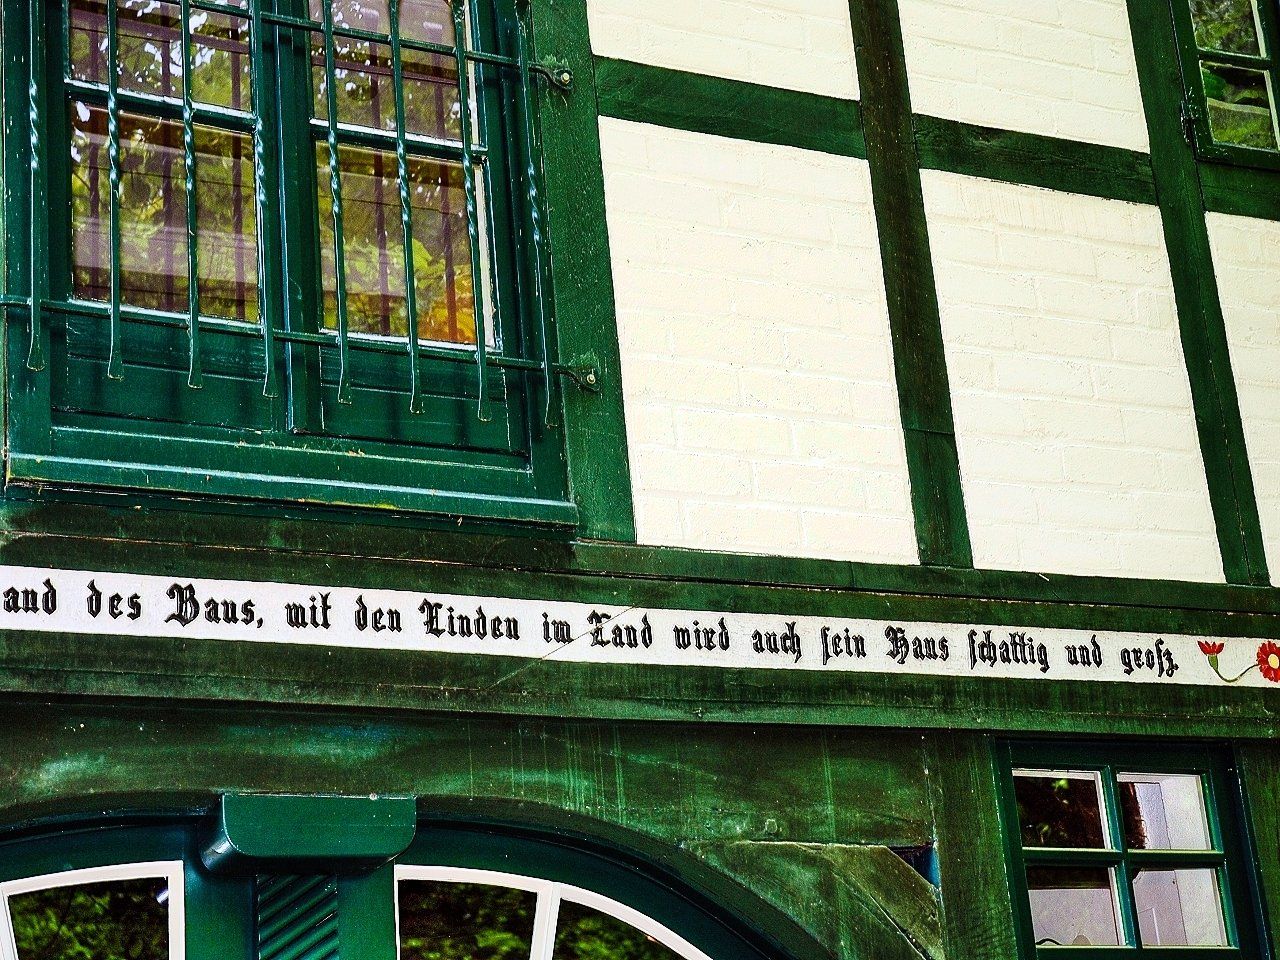 and des Baus, mit den Linden im Land wird auch sein Haus schattig und grosz.